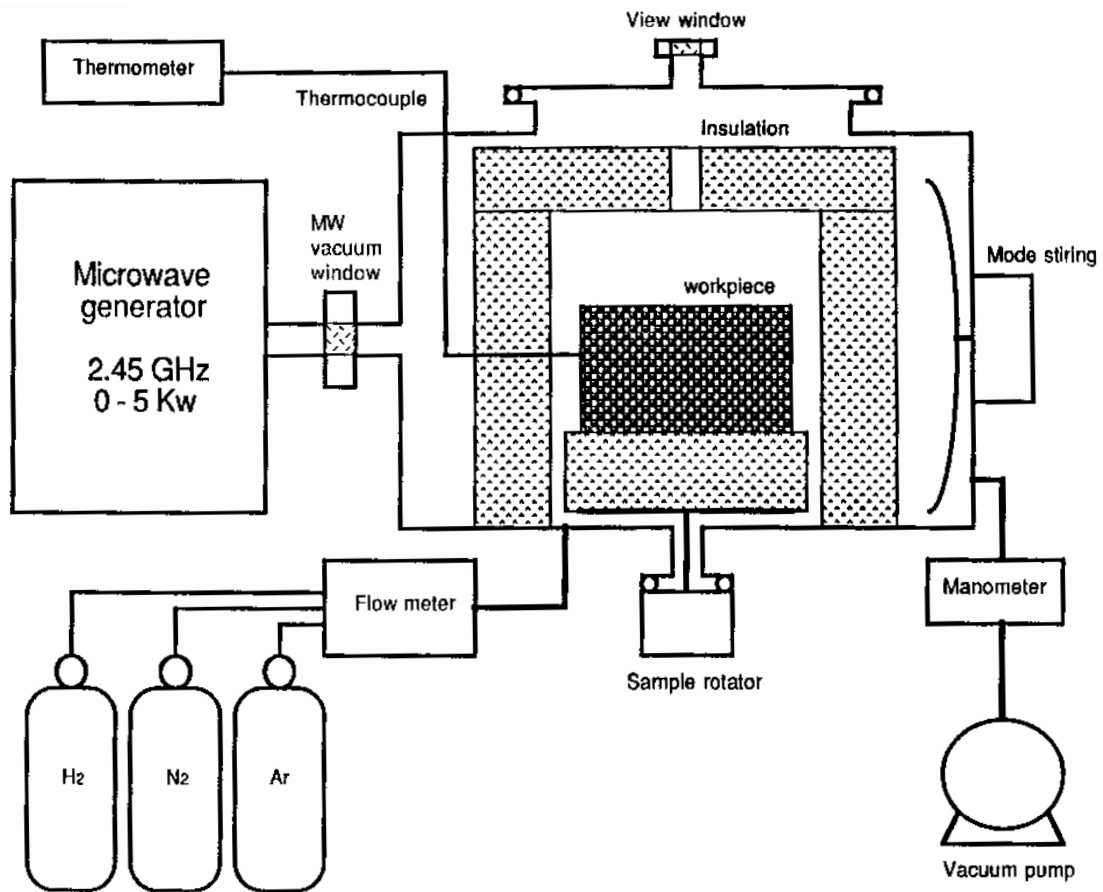 View window
Thermometer
Thermocouple
Insulation
MW
vacuum
window
Mode stiring
Microwave
generator
2.45 GHz
0 - 5 Kw
workpiece
Flow meter
Manometer
Sample rotator
H2
N2
Ar
Vacuum pump